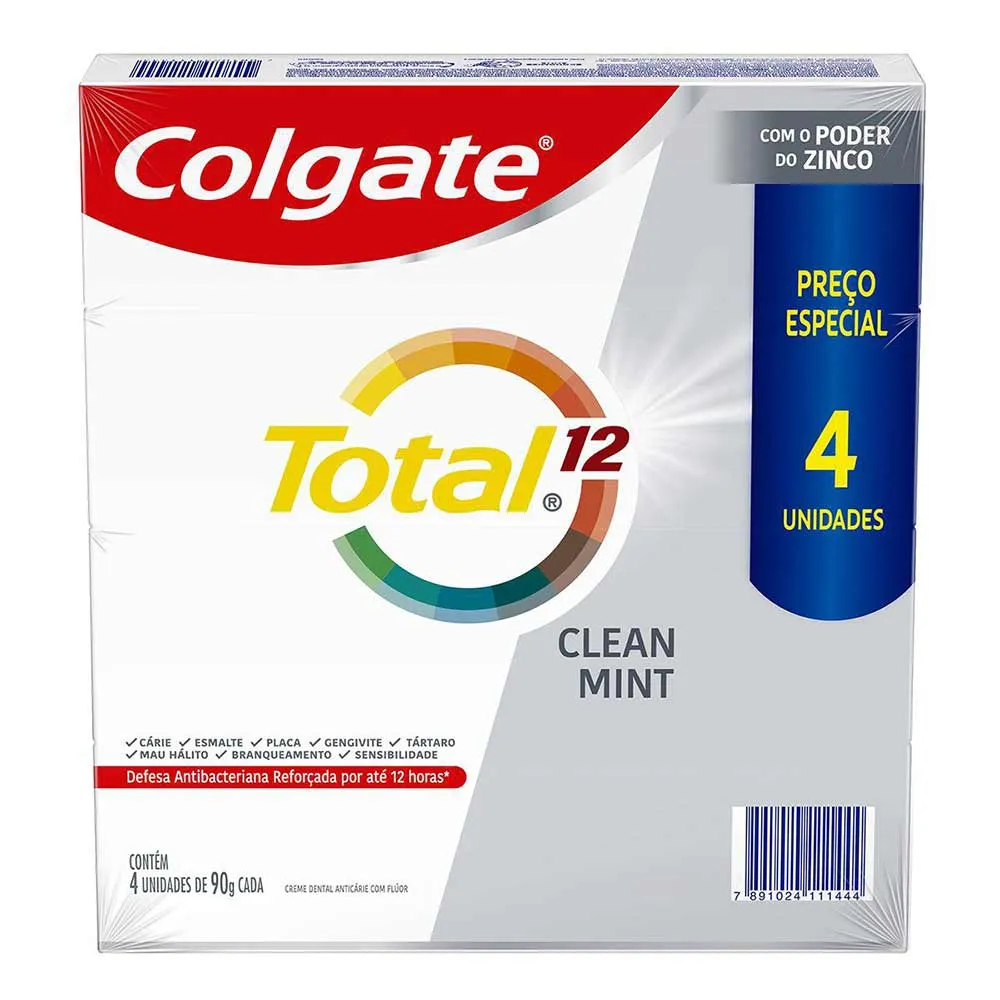 Colgate®
COM O PODER
DO ZINCO
PREÇO
ESPECIAL
4
UNIDADES
Total®12
CLEAN
MINT
✓ CÁRIE ✓ ESMALTE ✓ PLACA ✓ GENGIVITE ✓ TÁRTARO
✓ MAU HÁLITO ✓ BRANQUEAMENTO ✓ SENSIBILIDADE
Defesa Antibacteriana Reforçada por até 12 horas*
CONTÉM
4 UNIDADES DE 90g CADA
CREME DENTAL ANTICÁRIE COM FLÚOR
7 891024 111444